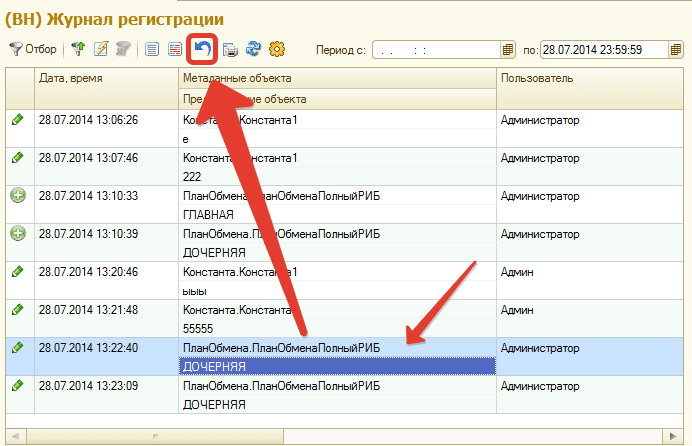 (ВН) Журнал регистрации
Отбор
Период с: . . : :
по: 28.07.2014 23:59:59
Дата, время
Метаданные объекта
Пользователь
объекта
28.07.2014 13:06:26
Константа1
Администратор
е
28.07.2014 13:07:46
Константа.Константа1
Администратор
222
28.07.2014 13:10:33
ПланОбмена.ПланОбменаПолныйРИБ
Администратор
ГЛАВНАЯ
28.07.2014 13:10:39
ПланОбмена.ПланОбменаПолныйРИБ
Администратор
ДОЧЕРНЯЯ
28.07.2014 13:20:46
Константа.Константа1
Админ
ыыы
28.07.2014 13:21:48
Константа.Константа
Админ
55555
28.07.2014 13:22:40
ПланОбмена.ПланОбменаПолныйРИБ
Администратор
ДОЧЕРНЯЯ
28.07.2014 13:23:09
ПланОбмена.ПланОбменаПолныйРИБ
Администратор
ДОЧЕРНЯЯ